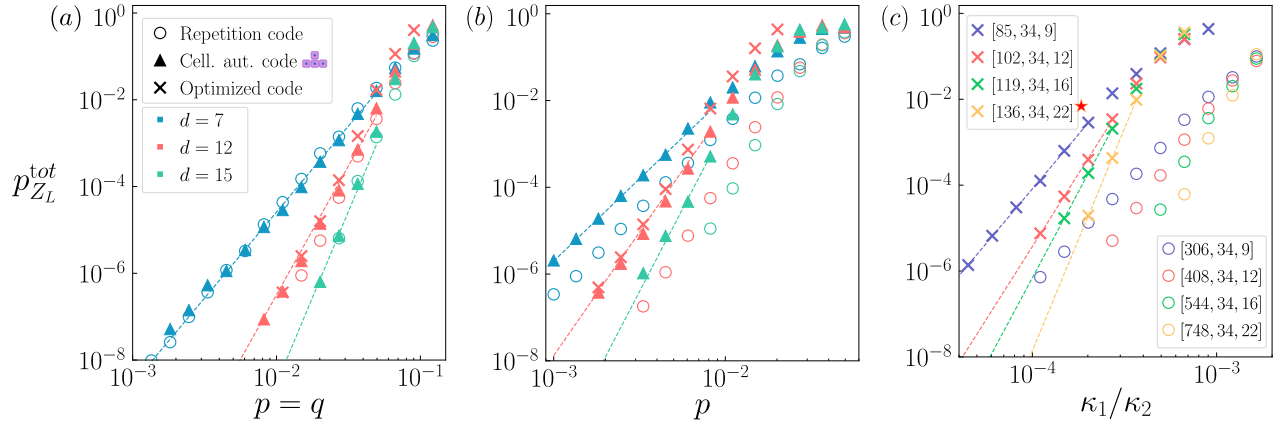 (a)
10^0
10^{-2}
10^{-4}
10^{-6}
10^{-8}
p^{tot}_{Z_L}
Repetition code
Cell. aut. code
Optimized code
d = 7
d = 12
d = 15
10^{-3}
10^{-2}
10^{-1}
p = q
(b)
10^0
10^{-2}
10^{-4}
10^{-6}
10^{-8}
10^{-3}
10^{-2}
p
(c)
10^0
10^{-2}
10^{-4}
10^{-6}
10^{-8}
[85, 34, 9]
[102, 34, 12]
[119, 34, 16]
[136, 34, 22]
[306, 34, 9]
[408, 34, 12]
[544, 34, 16]
[748, 34, 22]
10^{-4}
10^{-3}
κ_1/κ_2